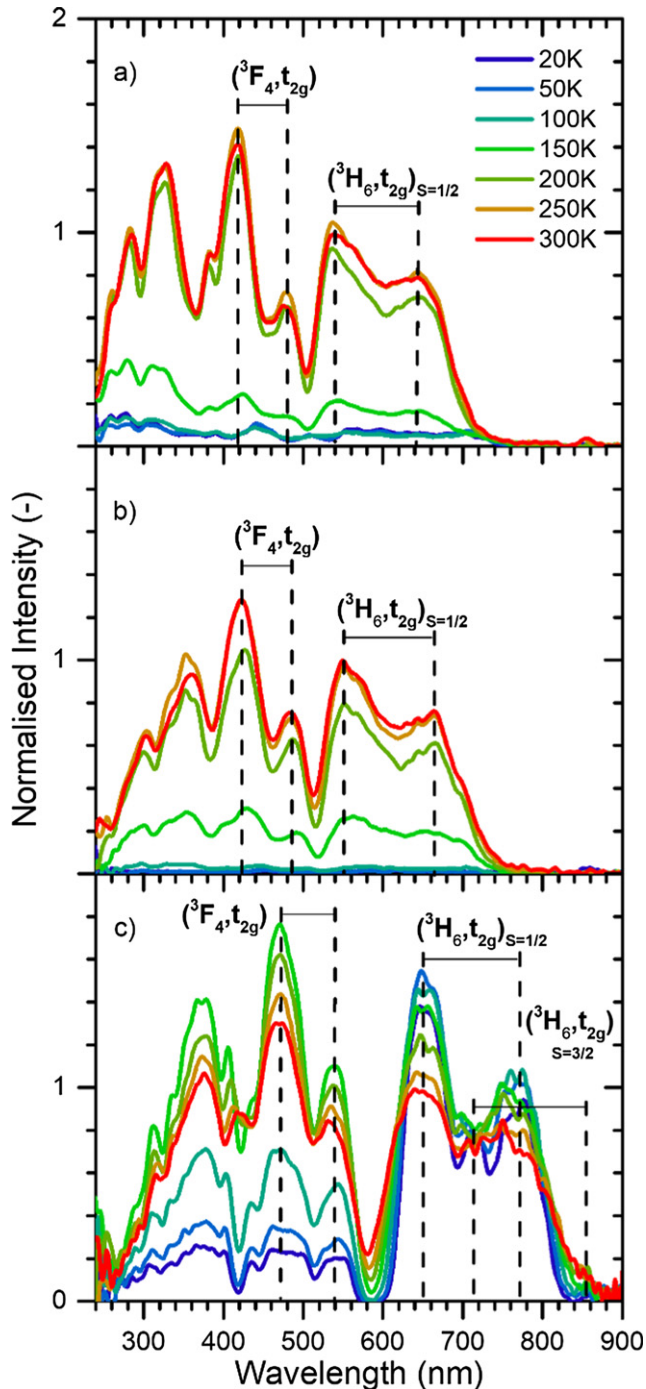 2
a)
(³F₄,t₂g)
20K
50K
100K
150K
200K
250K
300K
(³H₆,t₂g)S=1/2
1
b)
(³F₄,t₂g)
(³H₆,t₂g)S=1/2
1
Normalised Intensity (-)
c)
(³F₄,t₂g)
(³H₆,t₂g)S=1/2
(³H₆,t₂g)
S=3/2
1
0
300 400 500 600 700 800 900
Wavelength (nm)